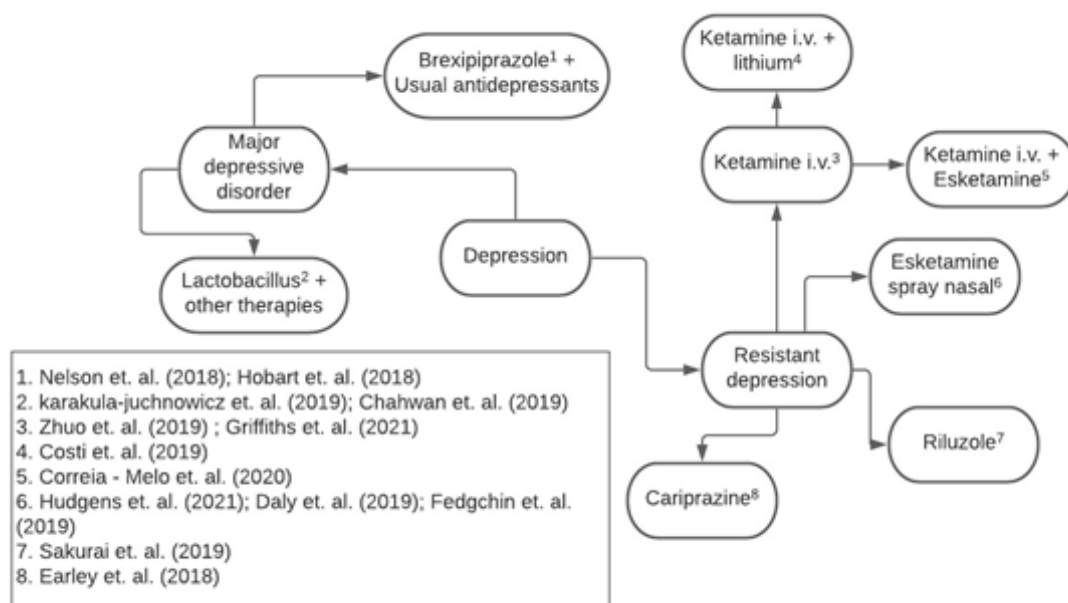 Brexipiprazole¹ +
Usual antidepressants
Ketamine i.v. +
lithium⁴
Major
depressive
disorder
Ketamine i.v.³
Ketamine i.v. +
Esketamine⁵
Depression
Esketamine
spray nasal⁶
Lactobacillus² +
other therapies
Resistant
depression
Riluzole⁷
Cariprazine⁸
1. Nelson et. al. (2018); Hobart et. al. (2018)
2. karakula-juchnowicz et. al. (2019); Chahwan et. al. (2019)
3. Zhuo et. al. (2019) ; Griffiths et. al. (2021)
4. Costi et. al. (2019)
5. Correia - Melo et. al. (2020)
6. Hudgens et. al. (2021); Daly et. al. (2019); Fedgchin et. al.
(2019)
7. Sakurai et. al. (2019)
8. Earley et. al. (2018)